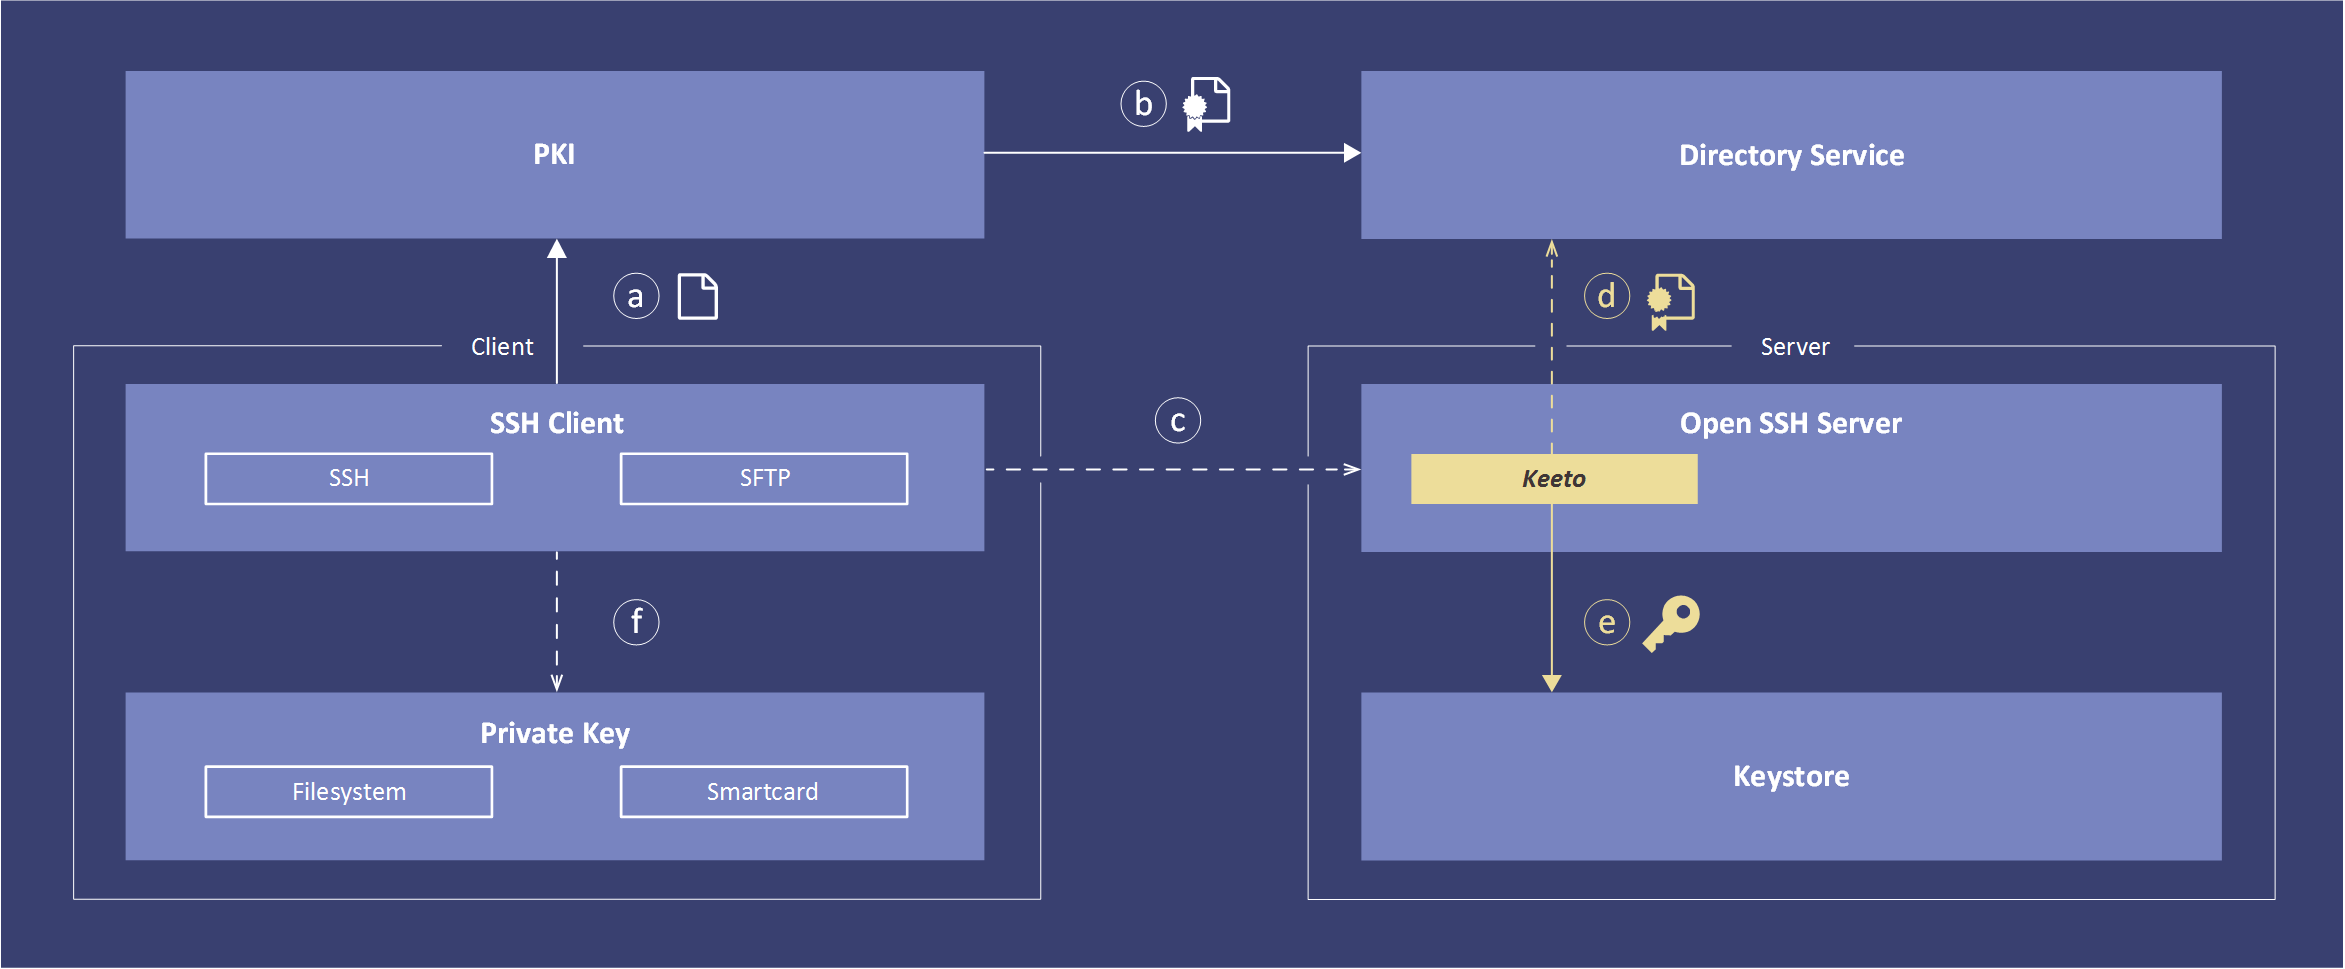 PKI
b
Directory Service
a
d
Client
Server
SSH Client
SSH
SFTP
c
Open SSH Server
Keeto
f
e
Private Key
Filesystem
Smartcard
Keystore